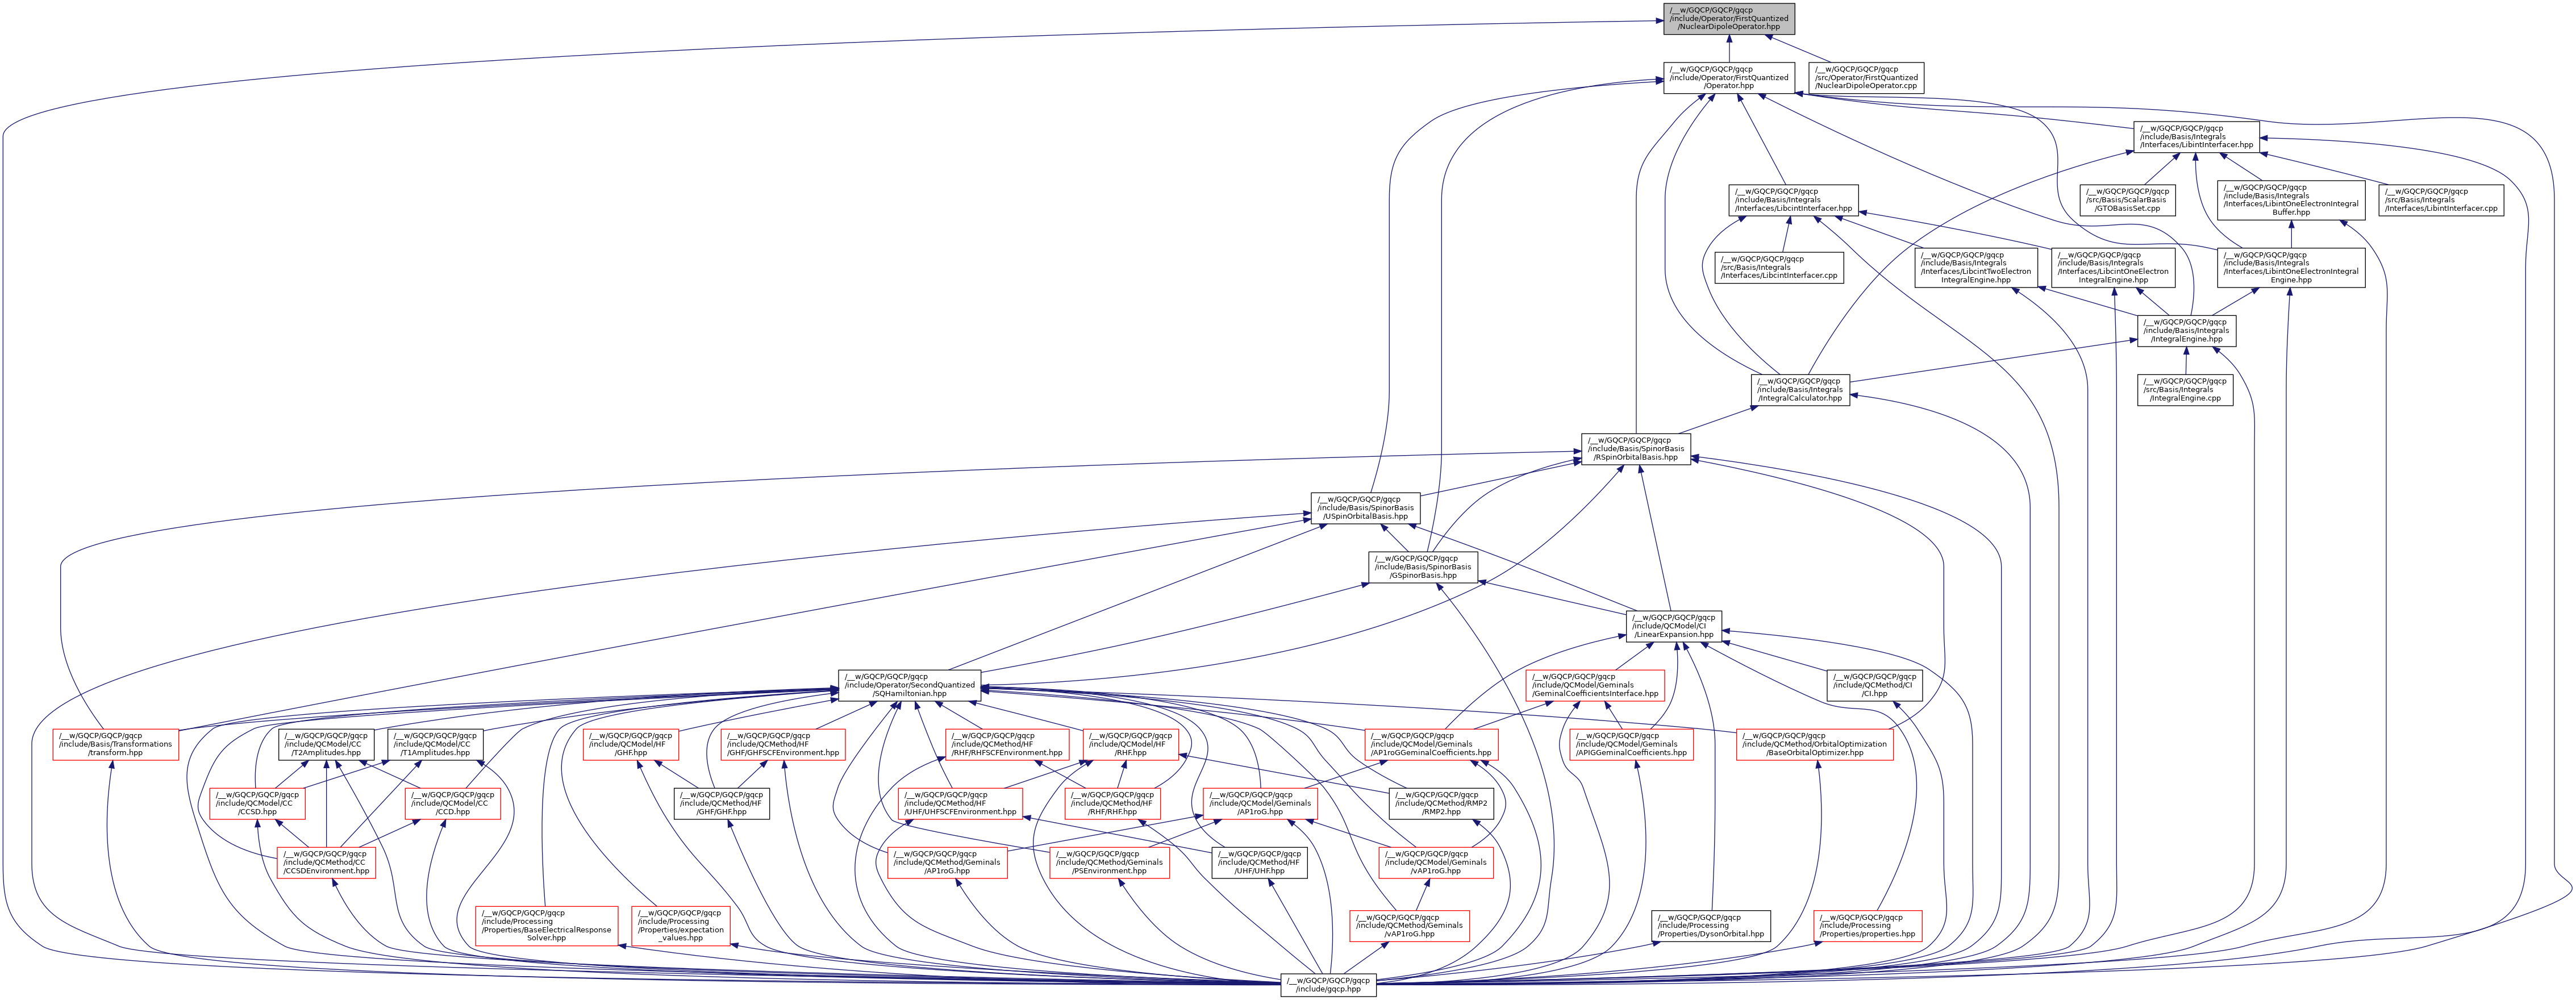 /__w/GQCP/GQCP/gqcp
/include/Operator/FirstQuantized
/NuclearDipoleOperator.hpp
/__w/GQCP/GQCP/gqcp
/include/Operator/FirstQuantized
/Operator.hpp
/__w/GQCP/GQCP/gqcp
/src/Operator/FirstQuantized
/NuclearDipoleOperator.cpp
/__w/GQCP/GQCP/gqcp
/include/Basis/Integrals
/Interfaces/LibintInterfacer.hpp
/__w/GQCP/GQCP/gqcp
/include/Basis/Integrals
/Interfaces/LibcintInterfacer.hpp
/__w/GQCP/GQCP/gqcp
/src/Basis/ScalarBasis
/GTOBasisSet.cpp
/__w/GQCP/GQCP/gqcp
/include/Basis/Integrals
/Interfaces/LibintOneElectronIntegral
Buffer.hpp
/__w/GQCP/GQCP/gqcp
/src/Basis/Integrals
/Interfaces/LibintInterfacer.cpp
/__w/GQCP/GQCP/gqcp
/src/Basis/Integrals
/Interfaces/LibcintInterfacer.cpp
/__w/GQCP/GQCP/gqcp
/include/Basis/Integrals
/Interfaces/LibcintTwoElectron
IntegralEngine.hpp
/__w/GQCP/GQCP/gqcp
/include/Basis/Integrals
/Interfaces/LibcintOneElectron
IntegralEngine.hpp
/__w/GQCP/GQCP/gqcp
/include/Basis/Integrals
/Interfaces/LibintOneElectronIntegral
Engine.hpp
/__w/GQCP/GQCP/gqcp
/include/Basis/Integrals
/IntegralEngine.hpp
/__w/GQCP/GQCP/gqcp
/include/Basis/Integrals
/IntegralCalculator.hpp
/__w/GQCP/GQCP/gqcp
/src/Basis/Integrals
/IntegralEngine.cpp
/__w/GQCP/GQCP/gqcp
/include/Basis/SpinorBasis
/RSpinOrbitalBasis.hpp
/__w/GQCP/GQCP/gqcp
/include/Basis/SpinorBasis
/USpinOrbitalBasis.hpp
/__w/GQCP/GQCP/gqcp
/include/Basis/SpinorBasis
/GSpinorBasis.hpp
/__w/GQCP/GQCP/gqcp
/include/QCModel/CI
/LinearExpansion.hpp
/__w/GQCP/GQCP/gqcp
/include/Operator/SecondQuantized
/SQHamiltonian.hpp
/__w/GQCP/GQCP/gqcp
/include/QCModel/Geminals
/GeminalCoefficientsInterface.hpp
/__w/GQCP/GQCP/gqcp
/include/QCMethod/CI
/CI.hpp
/__w/GQCP/GQCP/gqcp
/include/Basis/Transformations
/transform.hpp
/__w/GQCP/GQCP/gqcp
/include/QCModel/CC
/T2Amplitudes.hpp
/__w/GQCP/GQCP/gqcp
/include/QCModel/CC
/T1Amplitudes.hpp
/__w/GQCP/GQCP/gqcp
/include/QCModel/HF
/GHF.hpp
/__w/GQCP/GQCP/gqcp
/include/QCMethod/HF
/GHF/GHFSCFEnvironment.hpp
/__w/GQCP/GQCP/gqcp
/include/QCMethod/HF
/RHF/RHFSCFEnvironment.hpp
/__w/GQCP/GQCP/gqcp
/include/QCModel/HF
/RHF.hpp
/__w/GQCP/GQCP/gqcp
/include/QCModel/Geminals
/AP1roGGeminalCoefficients.hpp
/__w/GQCP/GQCP/gqcp
/include/QCModel/Geminals
/APIGGeminalCoefficients.hpp
/__w/GQCP/GQCP/gqcp
/include/QCMethod/OrbitalOptimization
/BaseOrbitalOptimizer.hpp
/__w/GQCP/GQCP/gqcp
/include/QCModel/CC
/CCSD.hpp
/__w/GQCP/GQCP/gqcp
/include/QCModel/CC
/CCD.hpp
/__w/GQCP/GQCP/gqcp
/include/QCMethod/HF
/GHF/GHF.hpp
/__w/GQCP/GQCP/gqcp
/include/QCMethod/HF
/UHF/UHFSCFEnvironment.hpp
/__w/GQCP/GQCP/gqcp
/include/QCMethod/HF
/RHF/RHF.hpp
/__w/GQCP/GQCP/gqcp
/include/QCModel/Geminals
/AP1roG.hpp
/__w/GQCP/GQCP/gqcp
/include/QCMethod/RMP2
/RMP2.hpp
/__w/GQCP/GQCP/gqcp
/include/QCMethod/CC
/CCSDEnvironment.hpp
/__w/GQCP/GQCP/gqcp
/include/QCMethod/Geminals
/AP1roG.hpp
/__w/GQCP/GQCP/gqcp
/include/QCMethod/Geminals
/PSEnvironment.hpp
/__w/GQCP/GQCP/gqcp
/include/QCMethod/HF
/UHF/UHF.hpp
/__w/GQCP/GQCP/gqcp
/include/QCModel/Geminals
/vAP1roG.hpp
/__w/GQCP/GQCP/gqcp
/include/Processing
/Properties/BaseElectricalResponse
Solver.hpp
/__w/GQCP/GQCP/gqcp
/include/Processing
/Properties/expectation
_values.hpp
/__w/GQCP/GQCP/gqcp
/include/QCMethod/Geminals
/vAP1roG.hpp
/__w/GQCP/GQCP/gqcp
/include/Processing
/Properties/DysonOrbital.hpp
/__w/GQCP/GQCP/gqcp
/include/Processing
/Properties/properties.hpp
/__w/GQCP/GQCP/gqcp
/include/gqcp.hpp